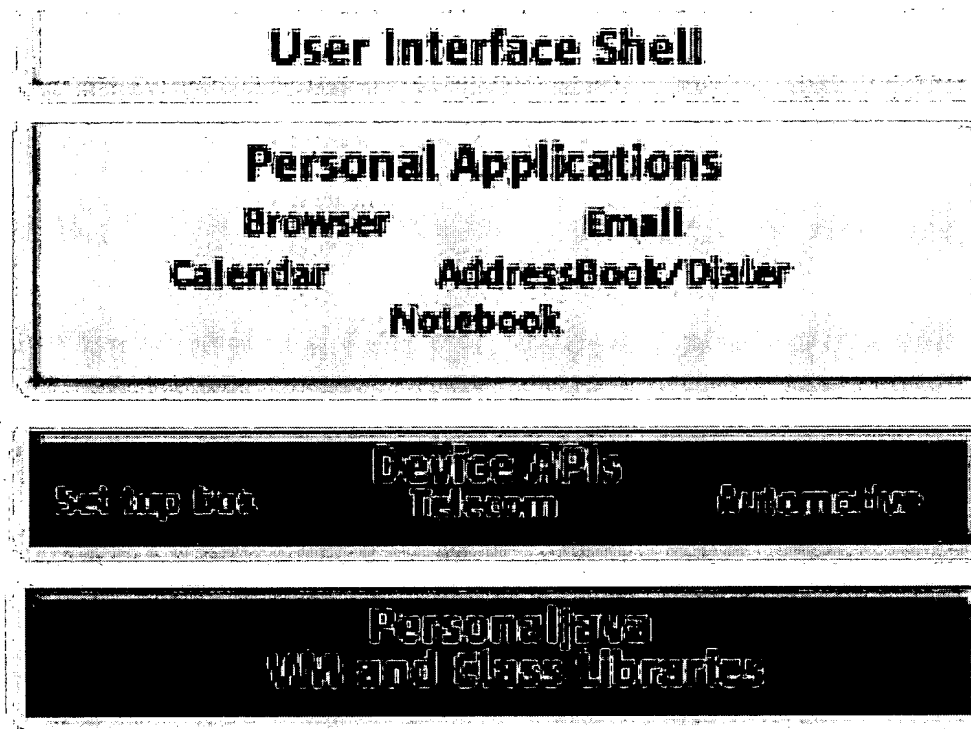 User Interface Shell
Personal Applications
Browser Email
Calendar AddressBook/Dialer
Notebook
Device APIs
Set top box Telecom Automotive
PersonalJava
VM and Class Libraries